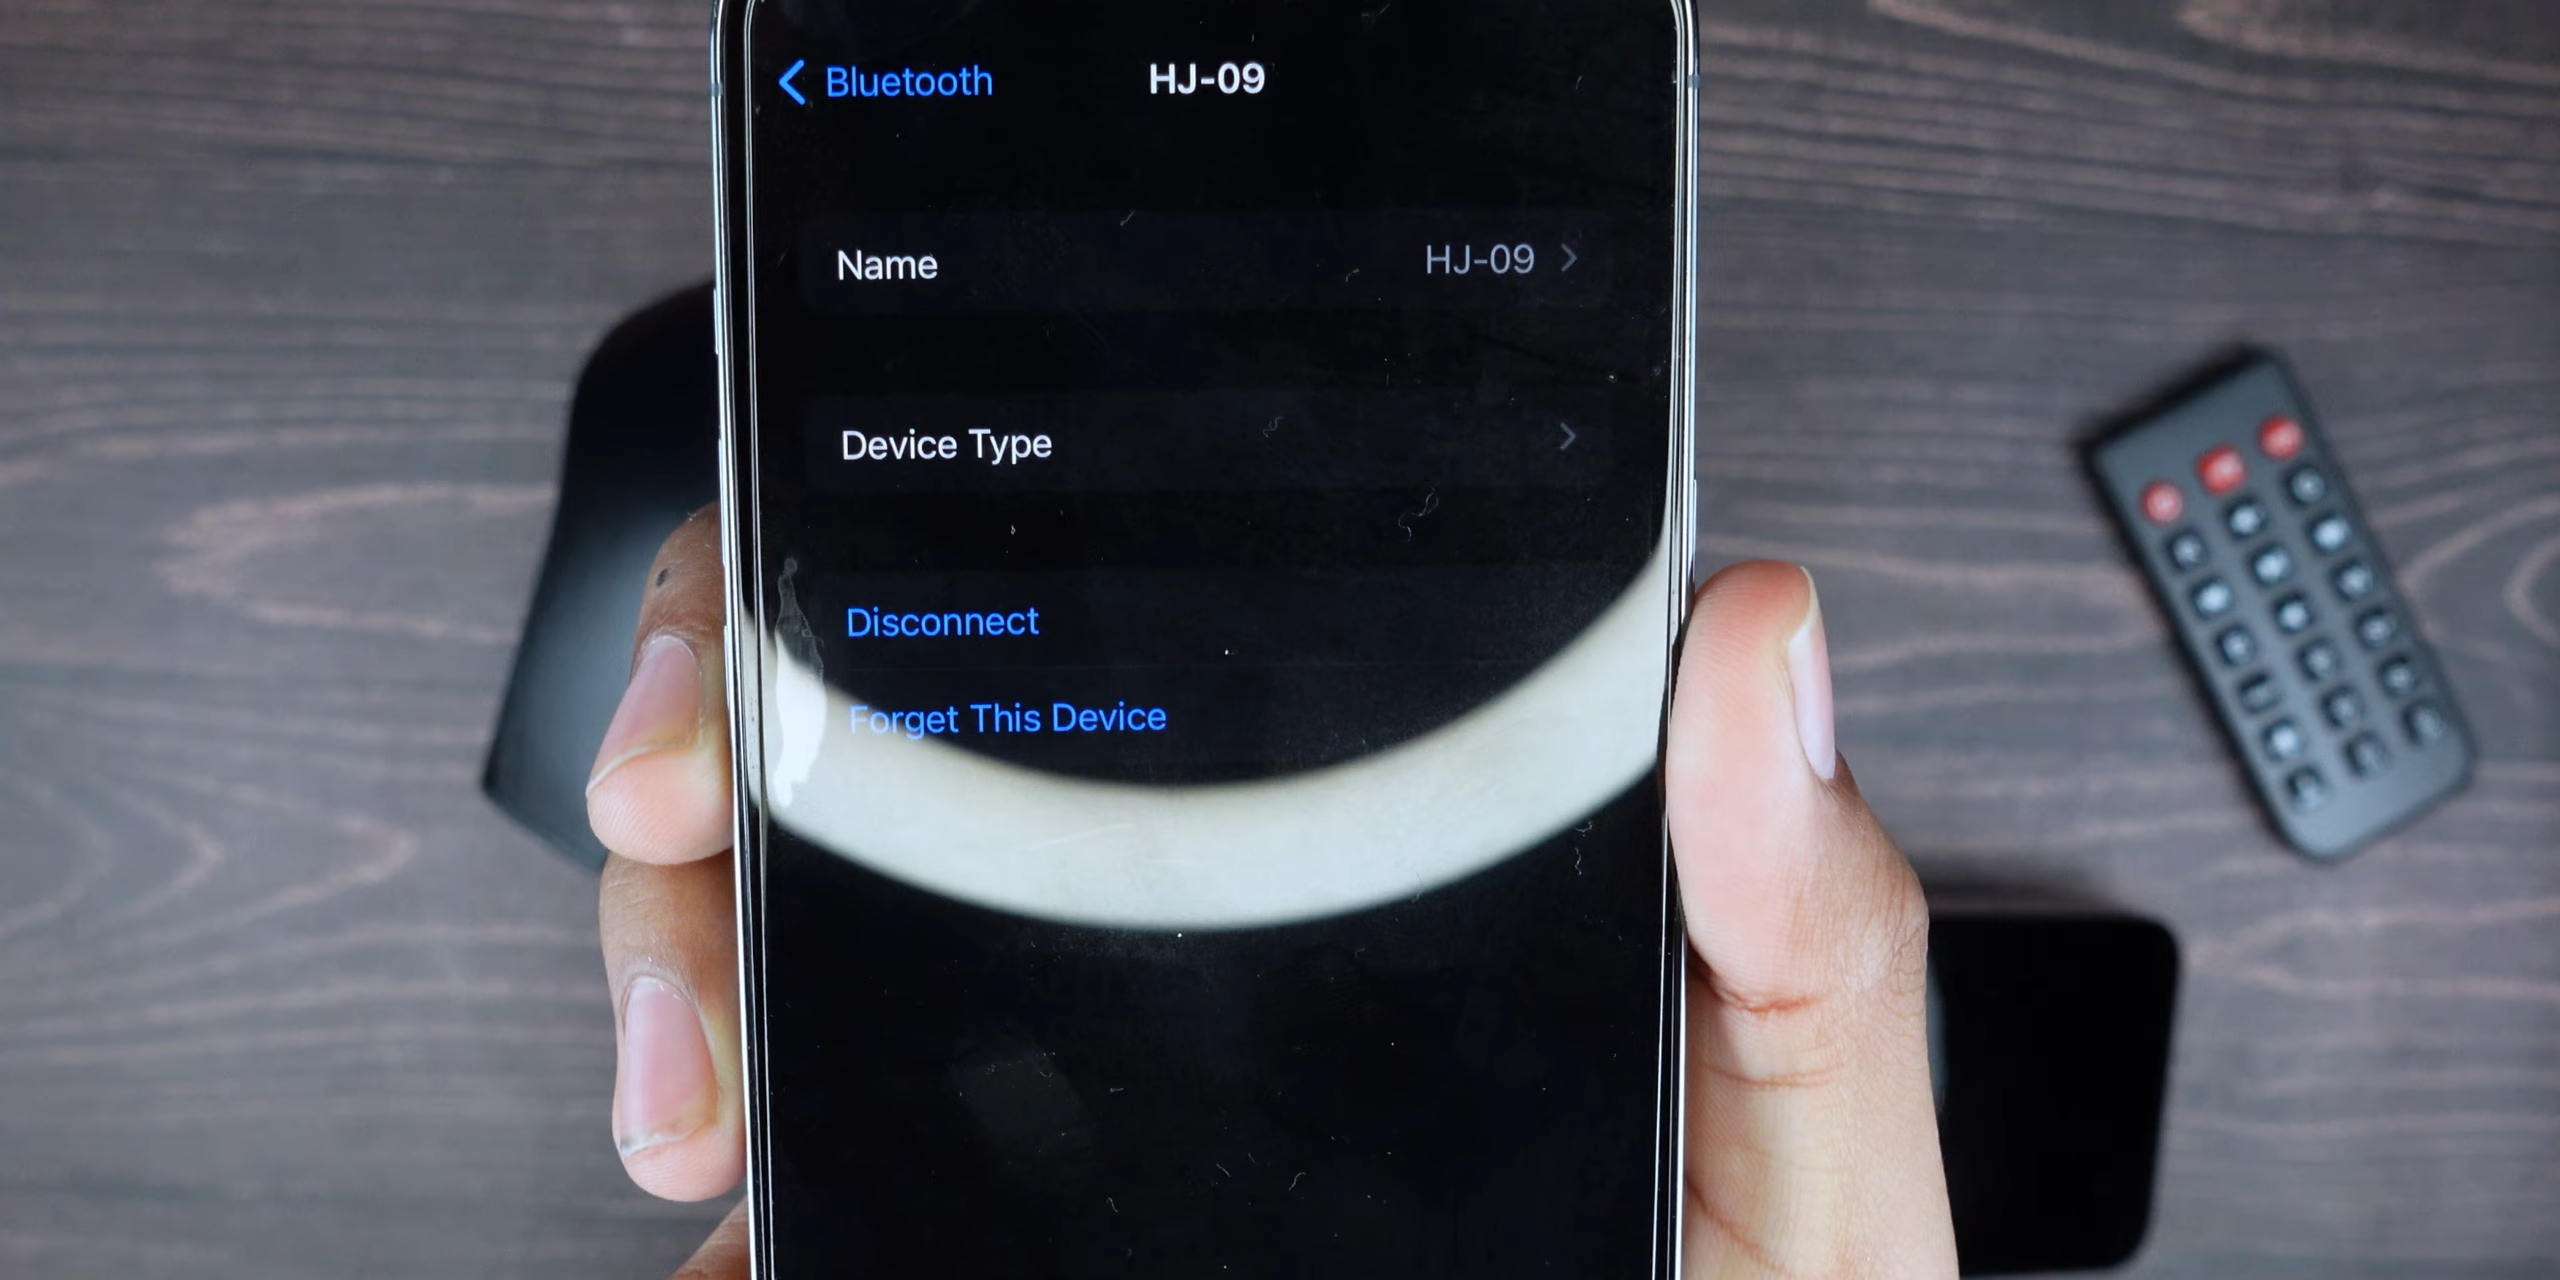 Bluetooth HJ-09
Name HJ-09
Device Type
Disconnect
Forget This Device